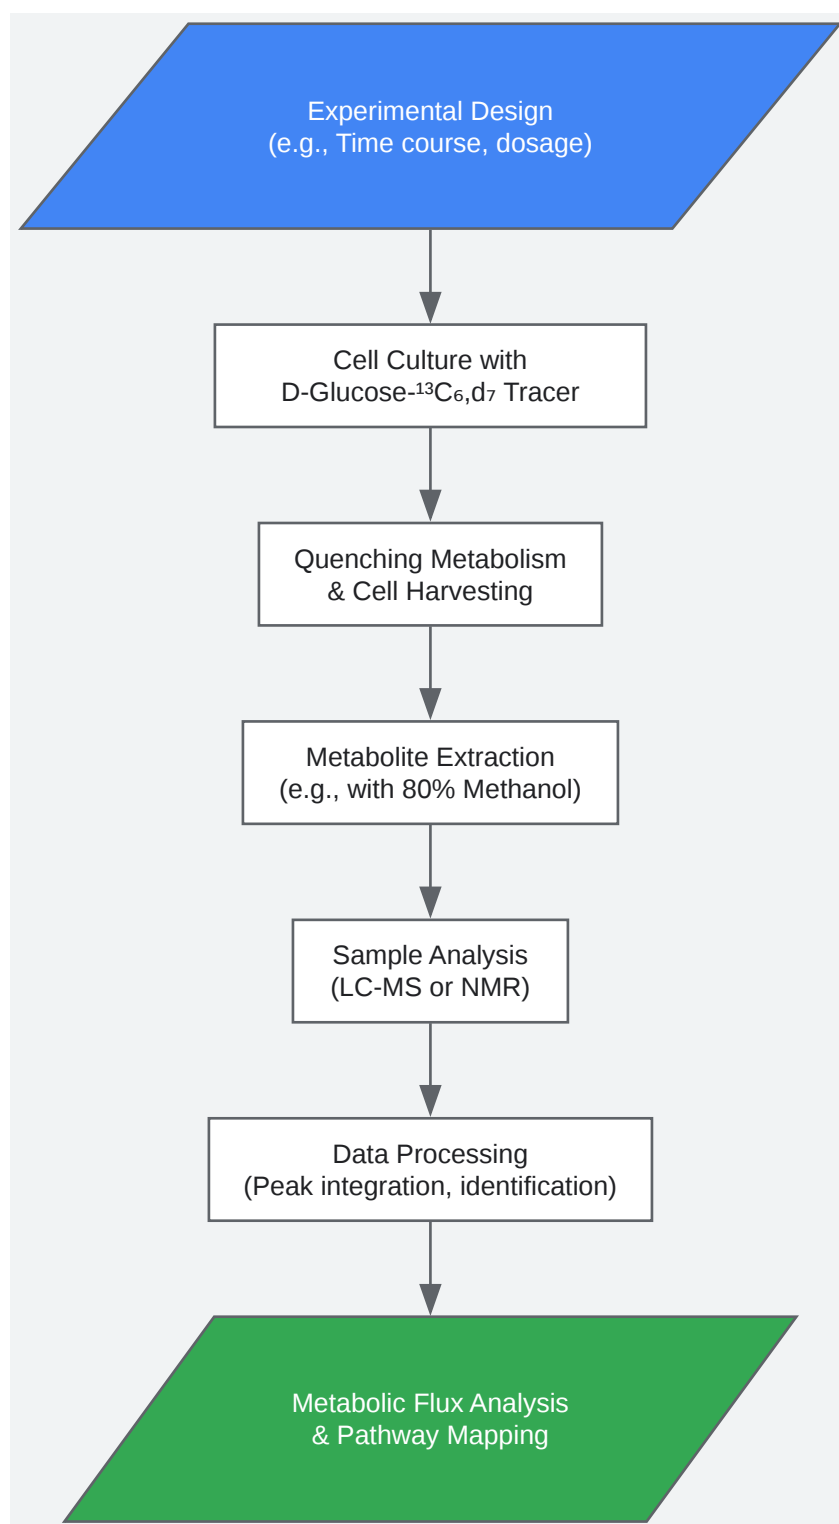 Experimental Design
(e.g., Time course, dosage)
Cell Culture with
D-Glucose-¹³C₆,d₇ Tracer
Quenching Metabolism
& Cell Harvesting
Metabolite Extraction
(e.g., with 80% Methanol)
Sample Analysis
(LC-MS or NMR)
Data Processing
(Peak integration, identification)
Metabolic Flux Analysis
& Pathway Mapping